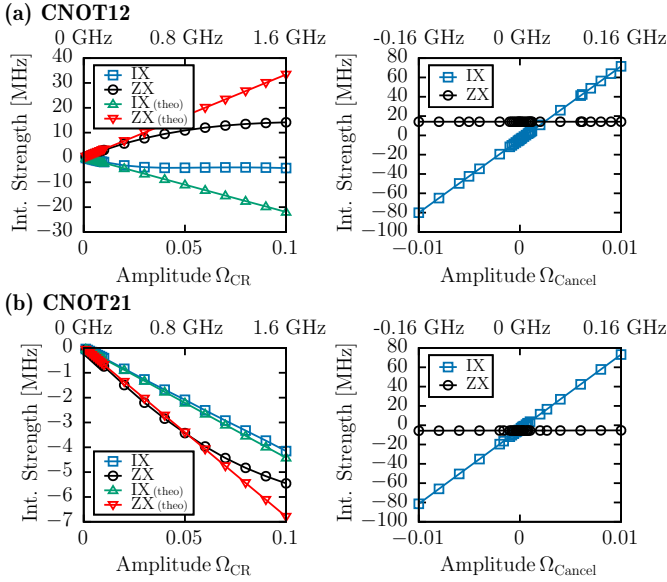 (a) CNOT12
0 GHz 0.8 GHz 1.6 GHz
Int. Strength [MHz]
40
30
20
10
0
−10
−20
−30
IX
ZX
IX (theo)
ZX (theo)
0 0.05 0.1
Amplitude Ω_CR
-0.16 GHz 0 GHz 0.16 GHz
Int. Strength [MHz]
80
60
40
20
0
−20
−40
−60
−80
−100
IX
ZX
−0.01 0 0.01
Amplitude Ω_Cancel
(b) CNOT21
0 GHz 0.8 GHz 1.6 GHz
Int. Strength [MHz]
0
−1
−2
−3
−4
−5
−6
−7
IX
ZX
IX (theo)
ZX (theo)
0 0.05 0.1
Amplitude Ω_CR
-0.16 GHz 0 GHz 0.16 GHz
Int. Strength [MHz]
80
60
40
20
0
−20
−40
−60
−80
−100
IX
ZX
−0.01 0 0.01
Amplitude Ω_Cancel